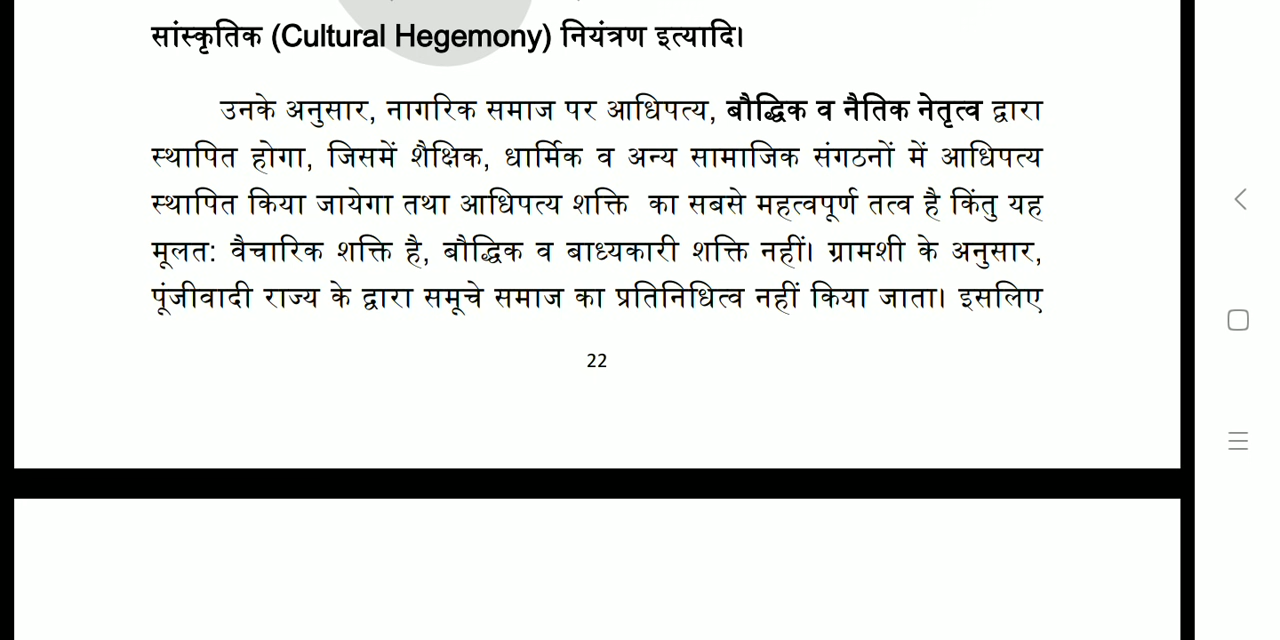 सांस्कृतिक (Cultural Hegemony) नियंत्रण इत्यादि।
उनके अनुसार, नागरिक समाज पर आधिपत्य, बौद्धिक व नैतिक नेतृत्व द्वारा
स्थापित होगा, जिसमें शैक्षिक, धार्मिक व अन्य सामाजिक संगठनों में आधिपत्य
स्थापित किया जायेगा तथा आधिपत्य शक्ति का सबसे महत्वपूर्ण तत्व है किंतु यह
मूलत: वैचारिक शक्ति है, बौद्धिक व बाध्यकारी शक्ति नहीं। ग्रामशी के अनुसार,
पूंजीवादी राज्य के द्वारा समूचे समाज का प्रतिनिधित्व नहीं किया जाता। इसलिए
22